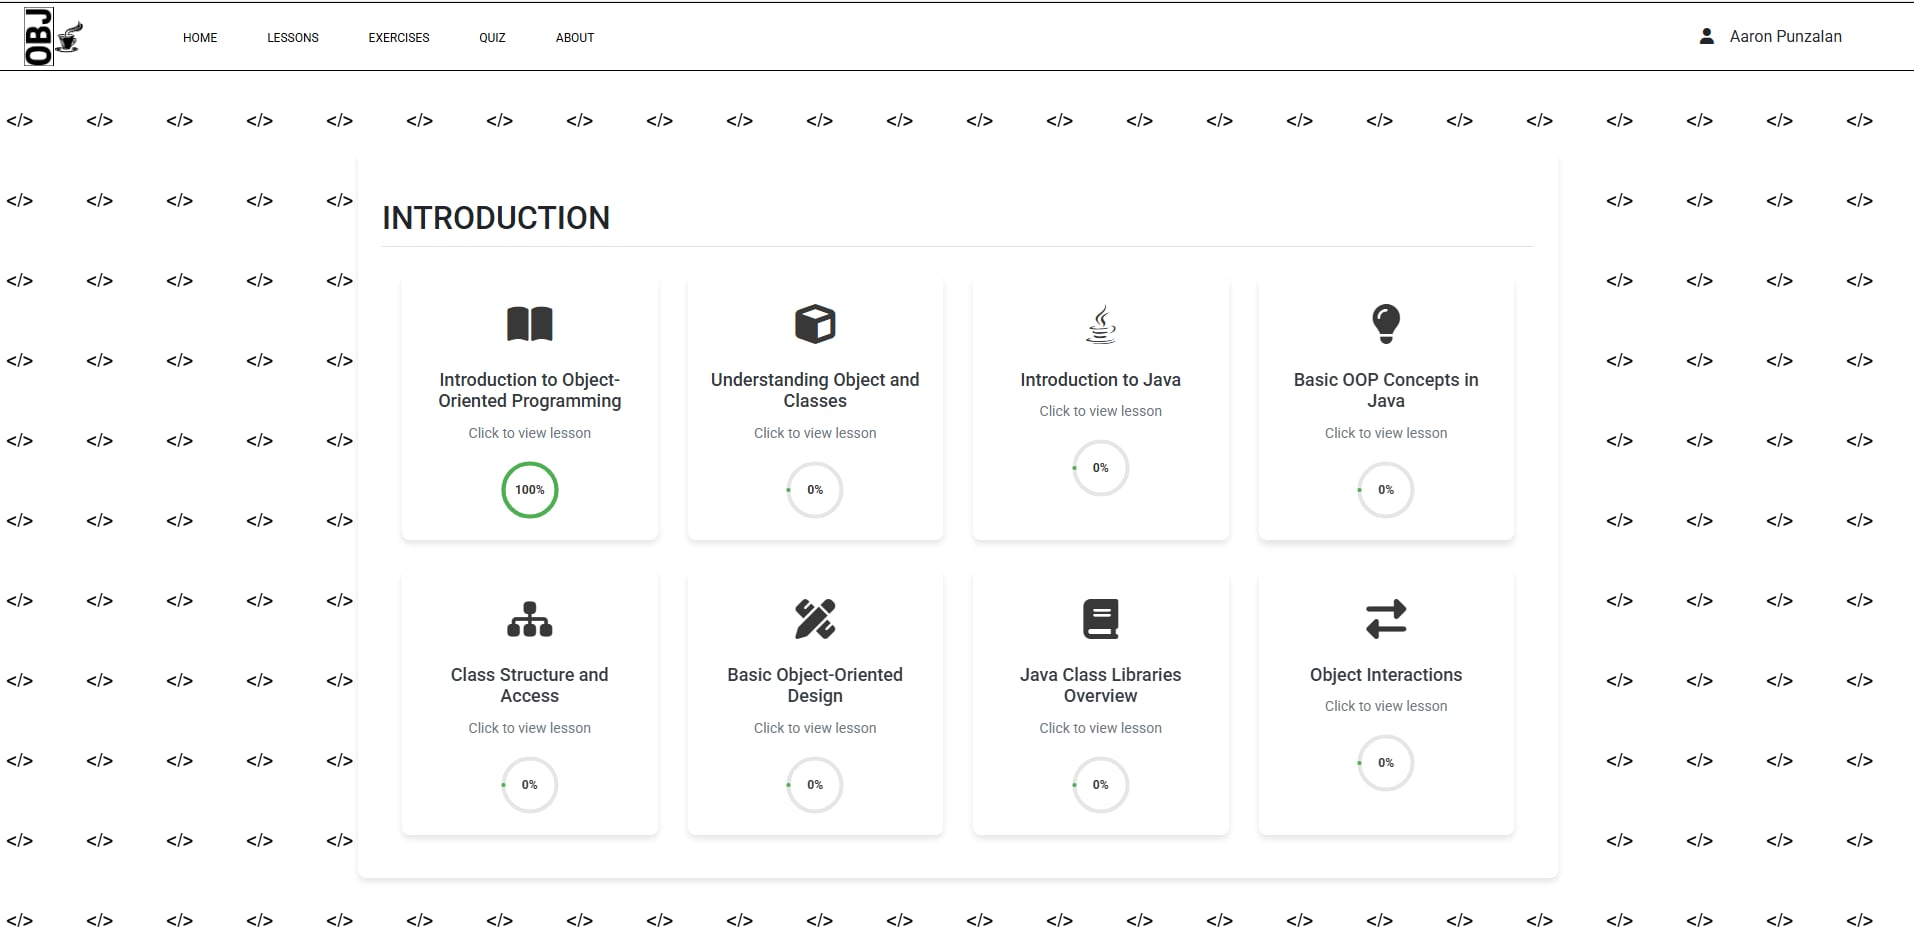 OBJ
HOME LESSONS EXERCISES QUIZ ABOUT
Aaron Punzalan
</> </> </> </> </> </> </> </> </> </> </> </> </> </> </> </> </> </> </> </> </> </> </> </>
</> </> </> </> </> </> </> </> </>
INTRODUCTION
</> </> </> </> </> </> </> </> </>
</> </> </> </> </> </> </> </> </>
Introduction to Object-
Oriented Programming
Click to view lesson
100%
Understanding Object and
Classes
Click to view lesson
0%
Introduction to Java
Click to view lesson
0%
Basic OOP Concepts in
Java
Click to view lesson
0%
</> </> </> </> </> </> </> </> </>
</> </> </> </> </> </> </> </> </>
</> </> </> </> </> </> </> </> </>
Class Structure and
Access
Click to view lesson
0%
Basic Object-Oriented
Design
Click to view lesson
0%
Java Class Libraries
Overview
Click to view lesson
0%
Object Interactions
Click to view lesson
0%
</> </> </> </> </> </> </> </> </>
</> </> </> </> </> </> </> </> </>
</> </> </> </> </> </> </> </> </>
</> </> </> </> </> </> </> </> </> </> </> </> </> </> </> </> </> </> </> </> </> </> </> </>